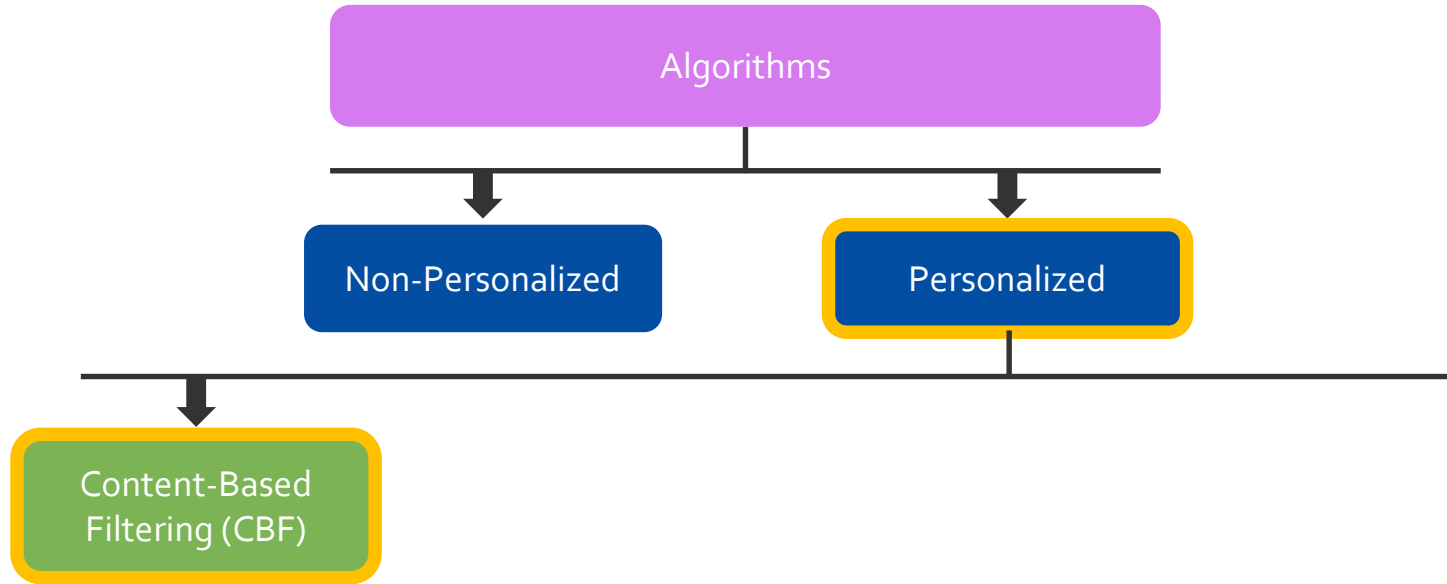 Algorithms
Non-Personalized
Personalized
Content-Based
Filtering (CBF)